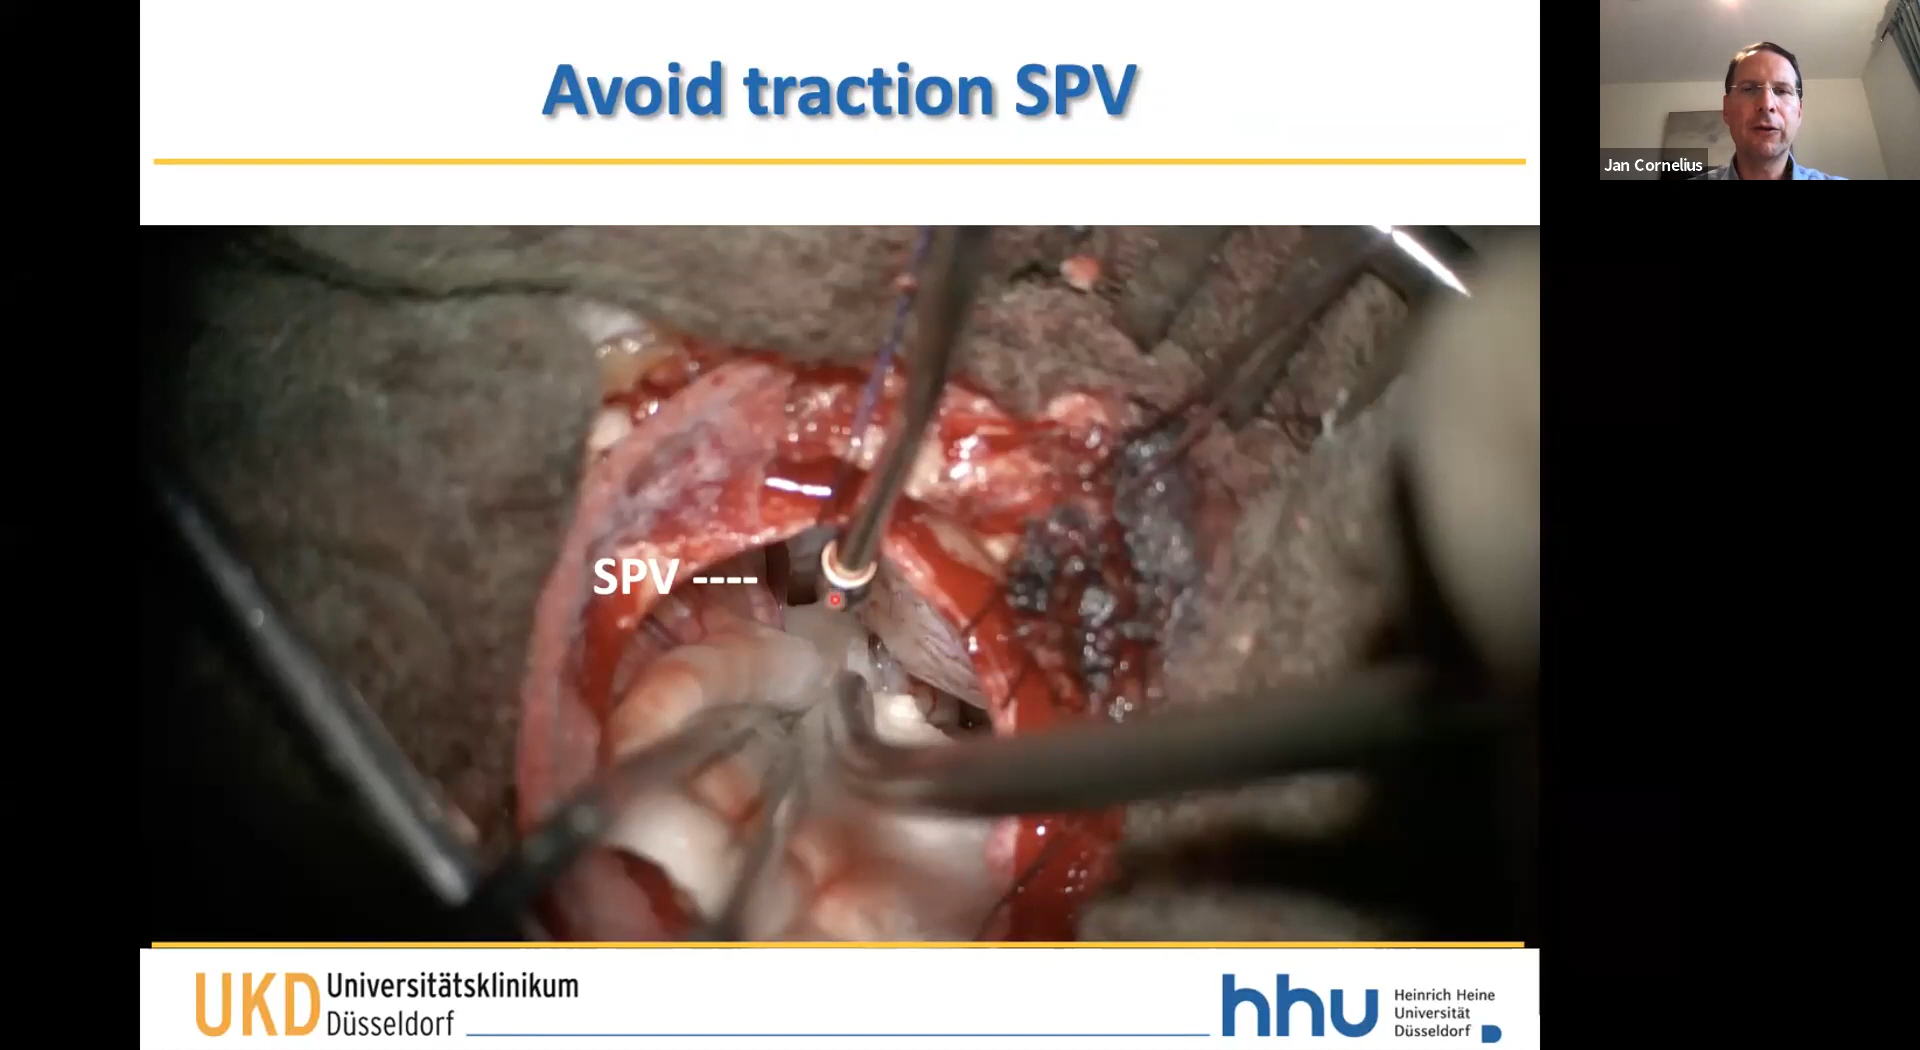 Avoid traction SPV
Jan Cornelius
SPV ----
UKD Universitätsklinikum
Düsseldorf
hhu Heinrich Heine
Universität
Düsseldorf